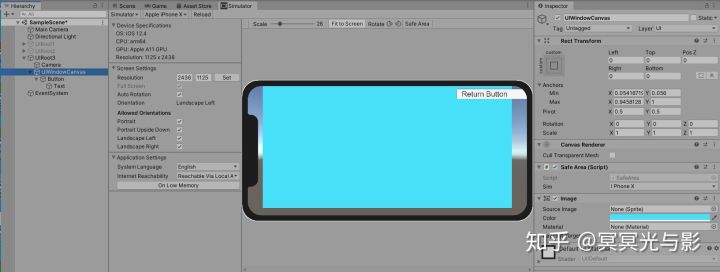 Hierarchy
All
SampleScene*
Main Camera
Directional Light
UIRoot1
UIRoot2
UIRoot3
Camera
UIWindowCanvas
Button
Text
EventSystem
Scene Game Asset Store Simulator
Simulator Apple iPhone X Reload
Scale 26 Fit to Screen Rotate Safe Area
Device Specifications
OS: iOS 12.4
CPU: arm64
GPU: Apple A11 GPU
Resolution: 1125 x 2436
Screen Settings
Resolution 2436 1125 Set
Full Screen
Auto Rotation
Orientation Landscape Left
Allowed Orientations
Portrait
Portrait Upside Down
Landscape Left
Landscape Right
Application Settings
System Language English
Internet Reachability Reachable Via Local A
On Low Memory
Return Button
Inspector
UIWindowCanvas Static
Tag Untagged Layer UI
Rect Transform
custom Left Top Pos Z
custom 0 0 0
Right Bottom
0 0
Anchors
Min X 0.0541871 Y 0.056
Max X 0.9458128 Y 1
Pivot X 0.5 Y 0.5
Rotation X 0 Y 0 Z 0
Scale X 1 Y 1 Z 1
Canvas Renderer
Cull Transparent Mesh
Safe Area (Script)
Script SafeArea
Sim I Phone X
Image
Source Image None (Sprite)
Color
Material None (Material)
Shader UI/Default
知乎 @冥冥光与影